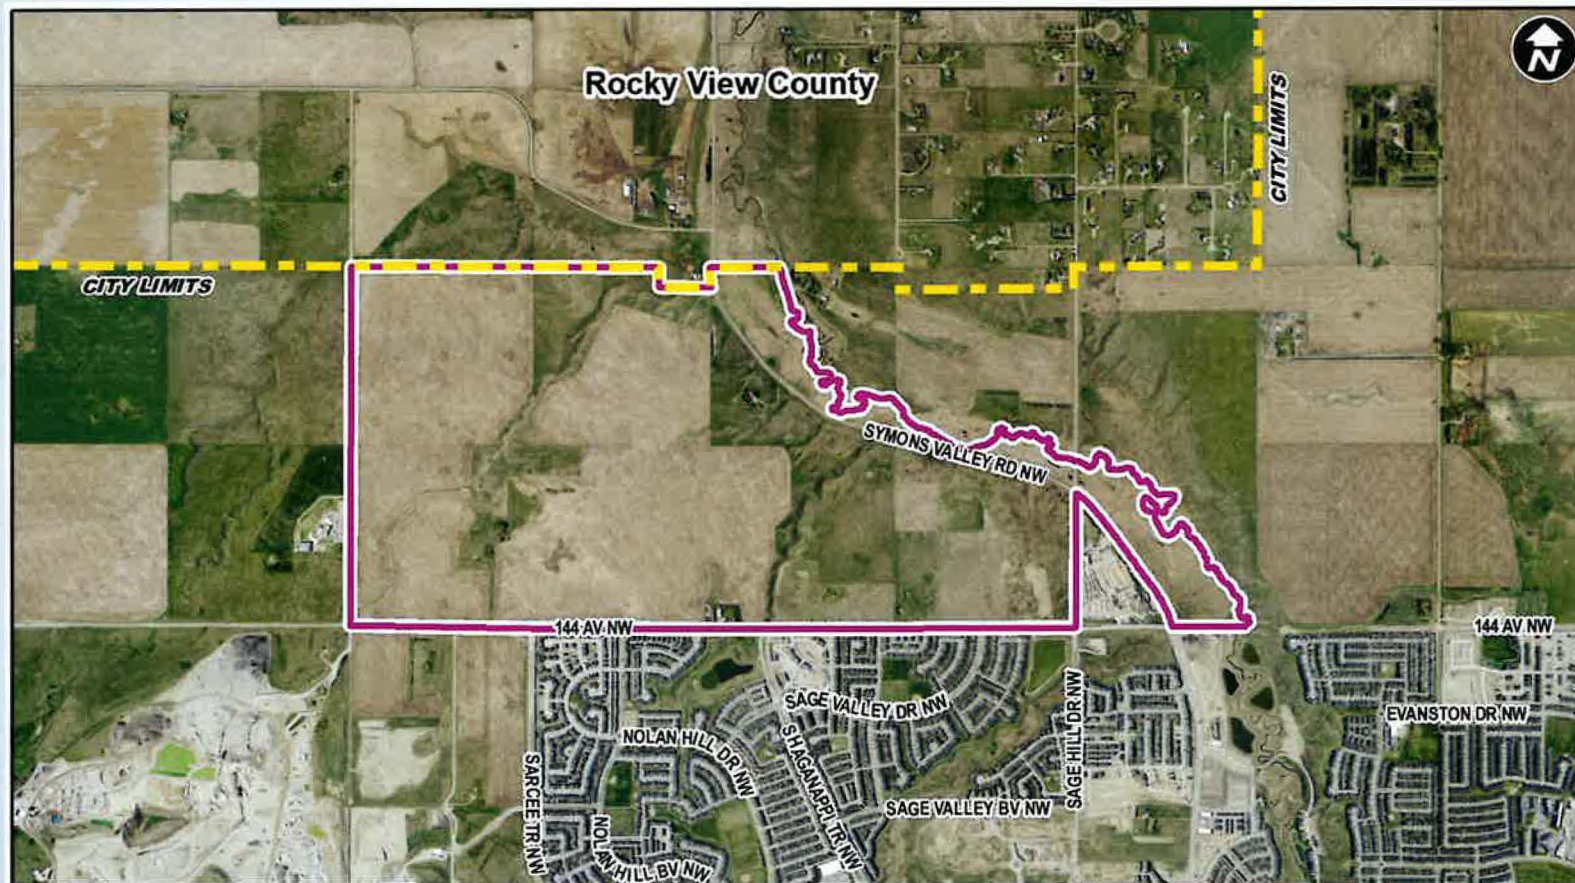 Rocky View County
N
CITY LIMITS
CITY LIMITS
SYMONS VALLEY RD NW
144 AV NW
144 AV NW
SAGE VALLEY DR NW
EVANSTON DR NW
NOLAN HILL DR NW
SHAGANAPPI TR NW
SAGE HILL DR NW
SARCEE TR NW
SAGE VALLEY BV NW
NOLAN HILL BV NW